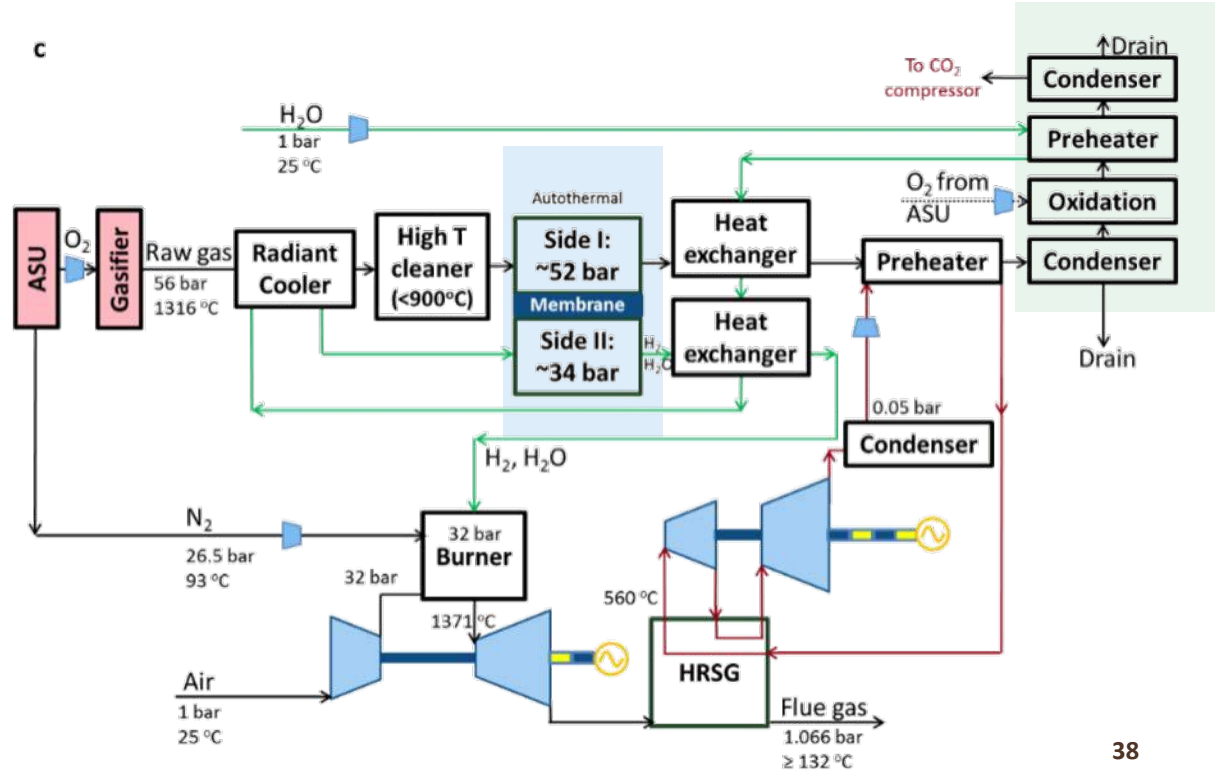 c
Drain
To CO₂
compressor
Condenser
H₂O
1 bar
25 °C
Preheater
Autothermal
O₂ from
ASU
Oxidation
ASU
O₂
Gasifier
Raw gas
56 bar
1316 °C
Radiant
Cooler
High T
cleaner
(<900°C)
Side I:
~52 bar
Heat
exchanger
Preheater
Condenser
Membrane
Side II:
~34 bar
H₂,
H₂O
Heat
exchanger
Drain
0.05 bar
Condenser
H₂, H₂O
N₂
26.5 bar
93 °C
32 bar
Burner
32 bar
1371 °C
560 °C
HRSG
Air
1 bar
25 °C
Flue gas
1.066 bar
≥ 132 °C
38